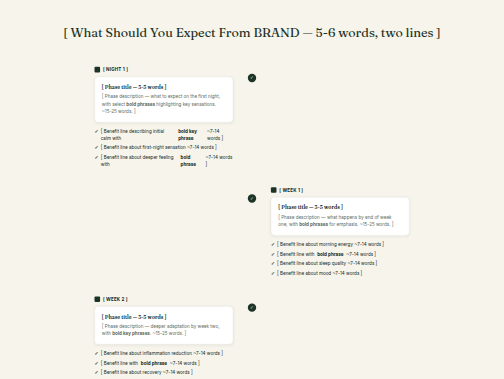 [ What Should You Expect From BRAND — 5-6 words, two lines ]
[ NIGHT 1 ]
[ Phase title — 5-5 words ]
[ Phase description — what to expect on the first night,
with select bold phrases highlighting key sensations.
~15-25 words. ]
✓ [ Benefit line describing initial calm with bold key phrase ~7-14 words ]
✓ [ Benefit line about first-night sensation ~7-14 words ]
✓ [ Benefit line about deeper feeling with bold phrase ~7-14 words ]
[ WEEK 1 ]
[ Phase title — 5-5 words ]
[ Phase description — what happens by end of week
one, with bold phrases for emphasis. ~15-25 words. ]
✓ [ Benefit line about morning energy ~7-14 words ]
✓ [ Benefit line with bold phrase ~7-14 words ]
✓ [ Benefit line about sleep quality ~7-14 words ]
✓ [ Benefit line about mood ~7-14 words ]
[ WEEK 2 ]
[ Phase title — 5-5 words ]
[ Phase description — deeper adaptation by week two,
with bold key phrases. ~15-25 words. ]
✓ [ Benefit line about inflammation reduction ~7-14 words ]
✓ [ Benefit line with bold phrase ~7-14 words ]
✓ [ Benefit line about recovery ~7-14 words ]